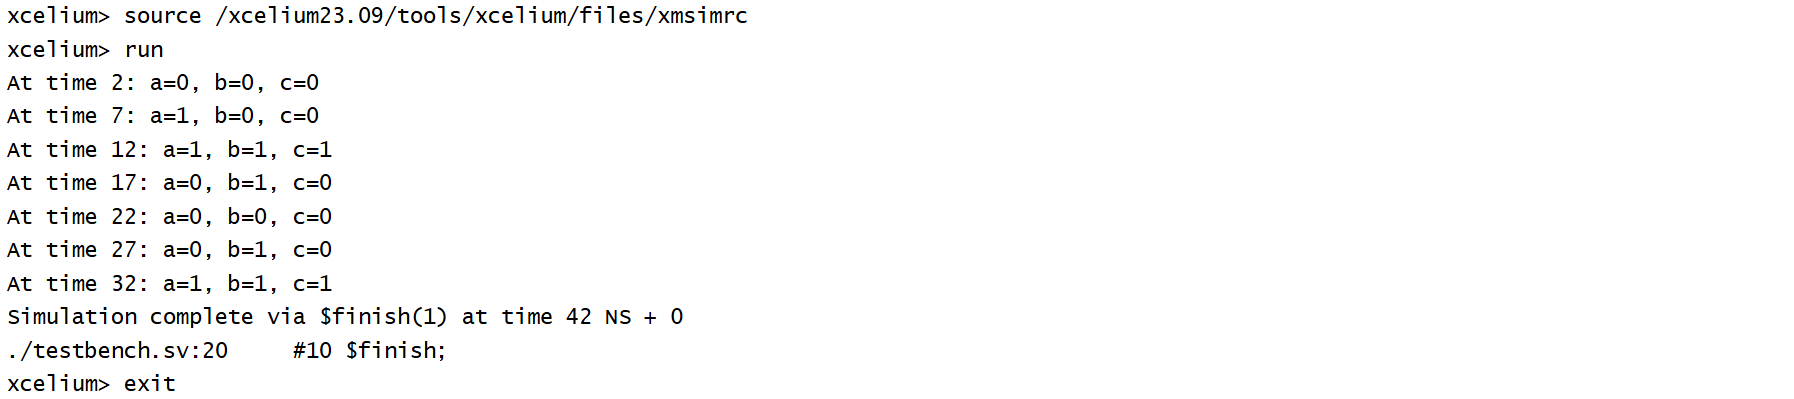 xcelium> source /xcelium23.09/tools/xcelium/files/xmsimrc
xcelium> run
At time 2: a=0, b=0, c=0
At time 7: a=1, b=0, c=0
At time 12: a=1, b=1, c=1
At time 17: a=0, b=1, c=0
At time 22: a=0, b=0, c=0
At time 27: a=0, b=1, c=0
At time 32: a=1, b=1, c=1
Simulation complete via $finish(1) at time 42 NS + 0
./testbench.sv:20     #10 $finish;
xcelium> exit